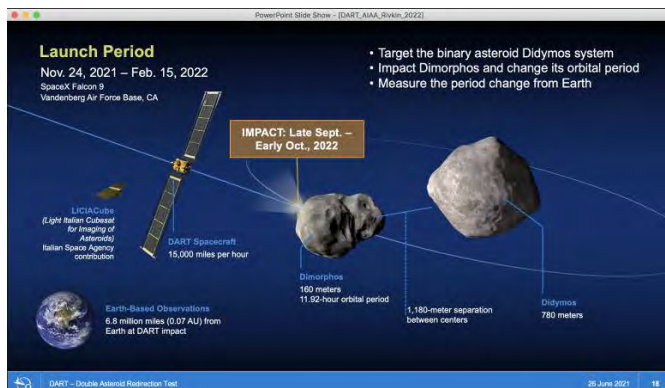 PowerPoint Slide Show - [DART_AIAA_Rivkin_2022]
Launch Period
Nov. 24, 2021 – Feb. 15, 2022
SpaceX Falcon 9
Vandenberg Air Force Base, CA
• Target the binary asteroid Didymos system
• Impact Dimorphos and change its orbital period
• Measure the period change from Earth
IMPACT: Late Sept. –
Early Oct., 2022
LICIACube
(Light Italian Cubesat
for Imaging of
Asteroids)
Italian Space Agency
contribution
DART Spacecraft
15,000 miles per hour
Dimorphos
160 meters
11.92-hour orbital period
1,180-meter separation
between centers
Didymos
780 meters
Earth-Based Observations
6.8 million miles (0.07 AU) from
Earth at DART impact
DART – Double Asteroid Redirection Test
25 June 2021
18